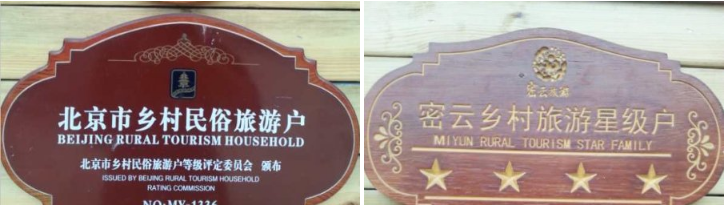 北京市乡村民俗旅游户
BEIJING RURAL TOURISM HOUSEHOLD
北京市乡村民俗旅游户等级评定委员会 颁布
ISSUED BY BEIJING RURAL TOURISM HOUSEHOLD
RATING COMMISSION
NO:MY-1336
密云旅游
密云乡村旅游星级户
MIYUN RURAL TOURISM STAR FAMILY